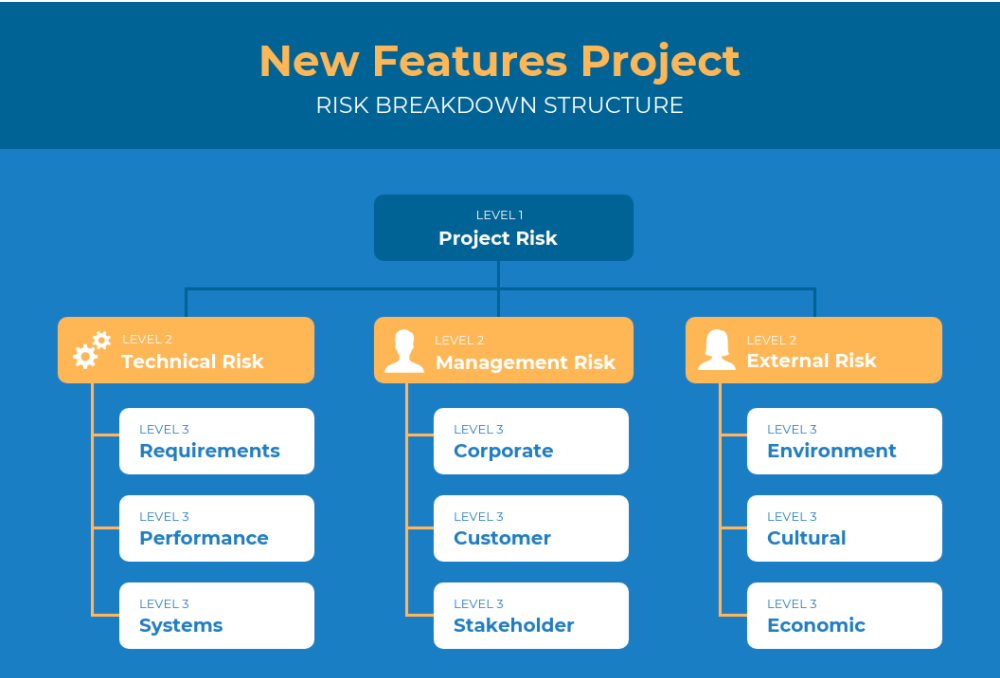 New Features Project
RISK BREAKDOWN STRUCTURE
LEVEL 1
Project Risk
LEVEL 2
Technical Risk
LEVEL 3
Requirements
LEVEL 3
Performance
LEVEL 3
Systems
LEVEL 2
Management Risk
LEVEL 3
Corporate
LEVEL 3
Customer
LEVEL 3
Stakeholder
LEVEL 2
External Risk
LEVEL 3
Environment
LEVEL 3
Cultural
LEVEL 3
Economic